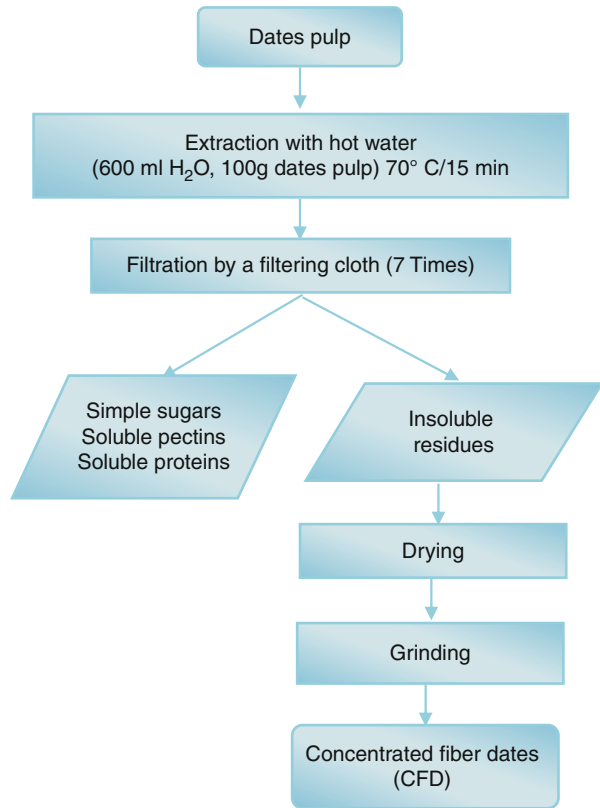 Dates pulp
Extraction with hot water
(600 ml H₂O, 100g dates pulp) 70° C/15 min
Filtration by a filtering cloth (7 Times)
Simple sugars
Soluble pectins
Soluble proteins
Insoluble
residues
Drying
Grinding
Concentrated fiber dates
(CFD)